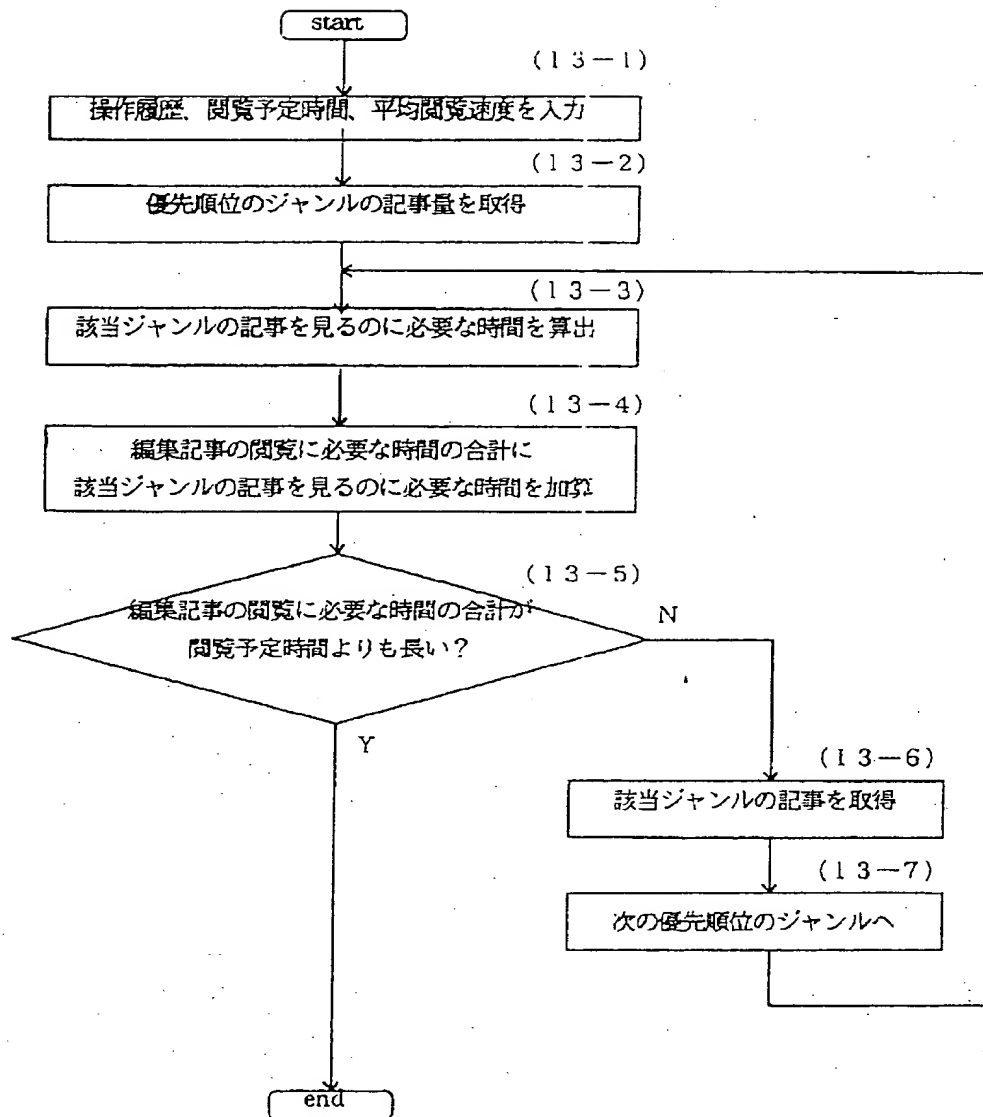 start
(13-1)
操作履歴、閲覧予定時間、平均閲覧速度を入力
(13-2)
優先順位のジャンルの記事量を取得
(13-3)
該当ジャンルの記事を見るのに必要な時間を算出
(13-4)
編集記事の閲覧に必要な時間の合計に
該当ジャンルの記事を見るのに必要な時間を加算
(13-5)
編集記事の閲覧に必要な時間の合計が
閲覧予定時間よりも長い？
N
Y
(13-6)
該当ジャンルの記事を取得
(13-7)
次の優先順位のジャンルへ
end